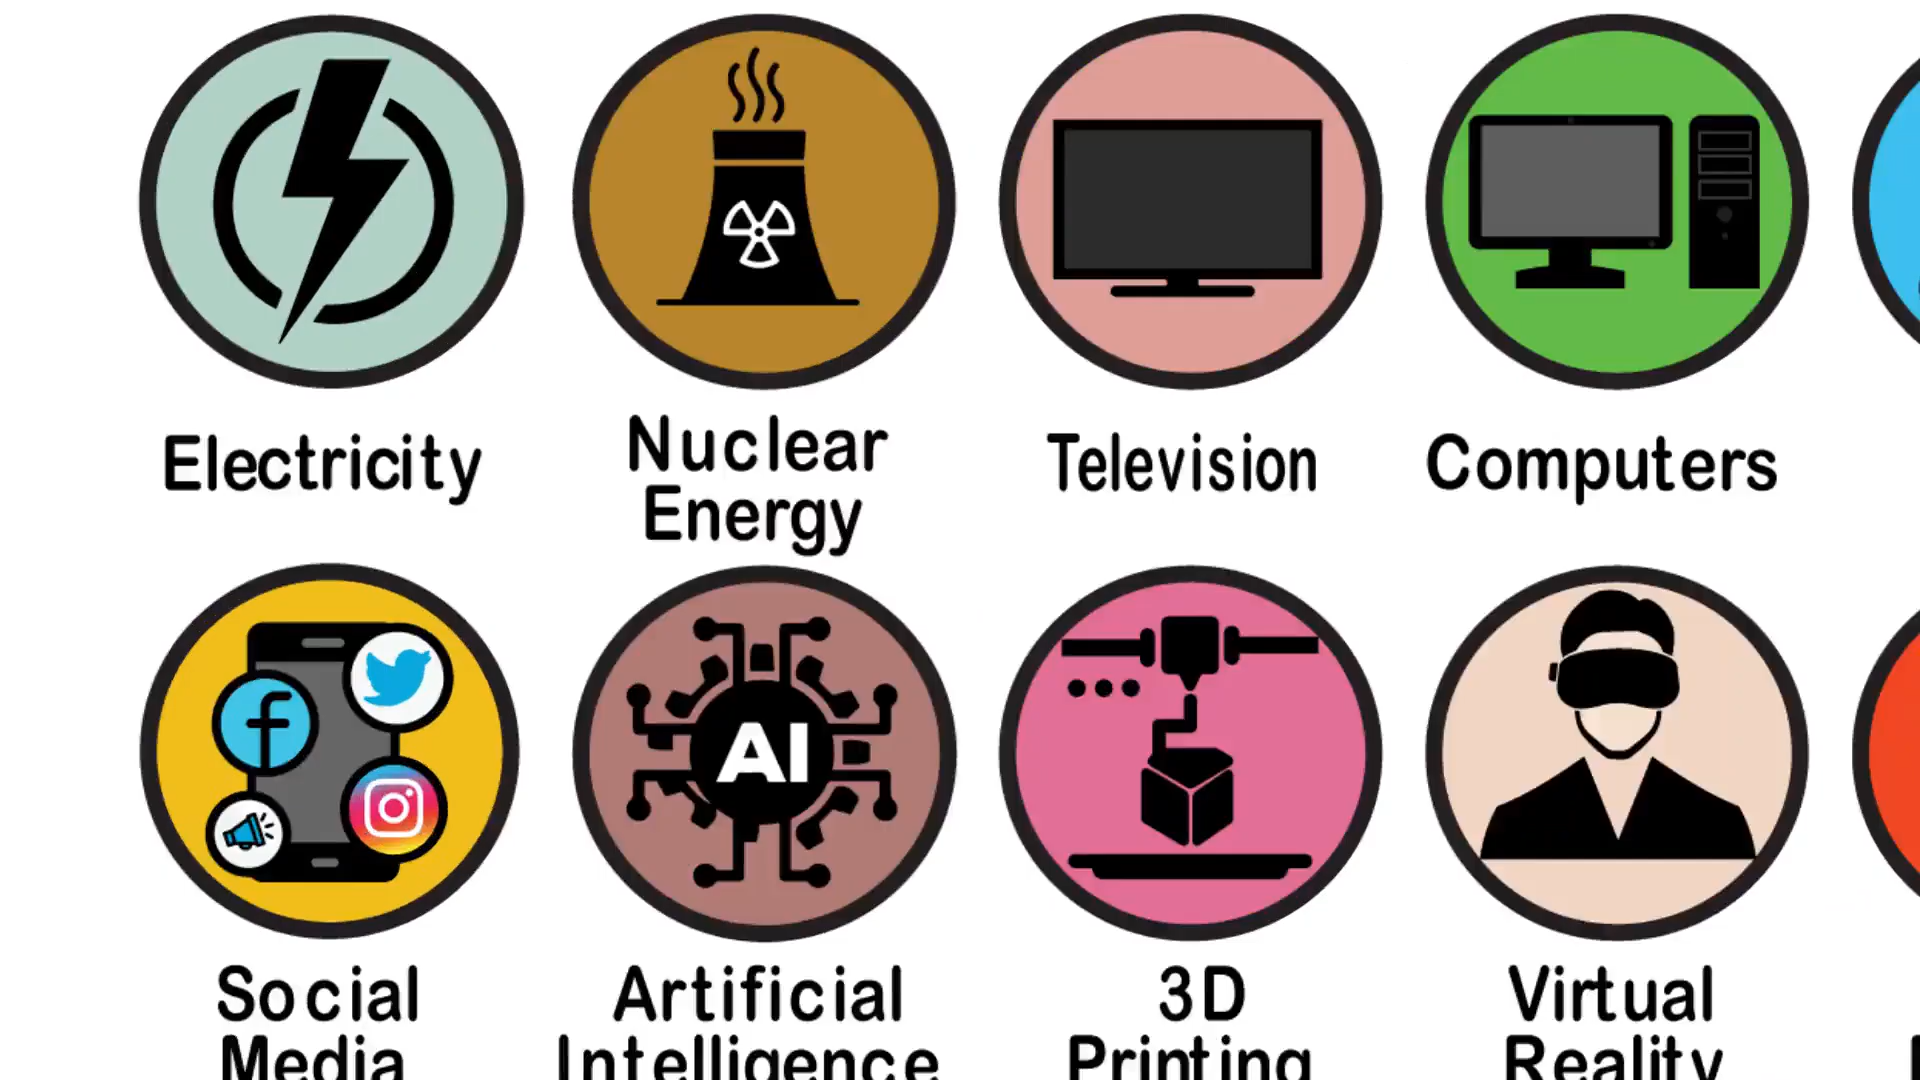 Electricity
Nuclear
Energy
Television
Computers
AI
Social
Media
Artificial
Intelligence
3D
Printing
Virtual
Reality